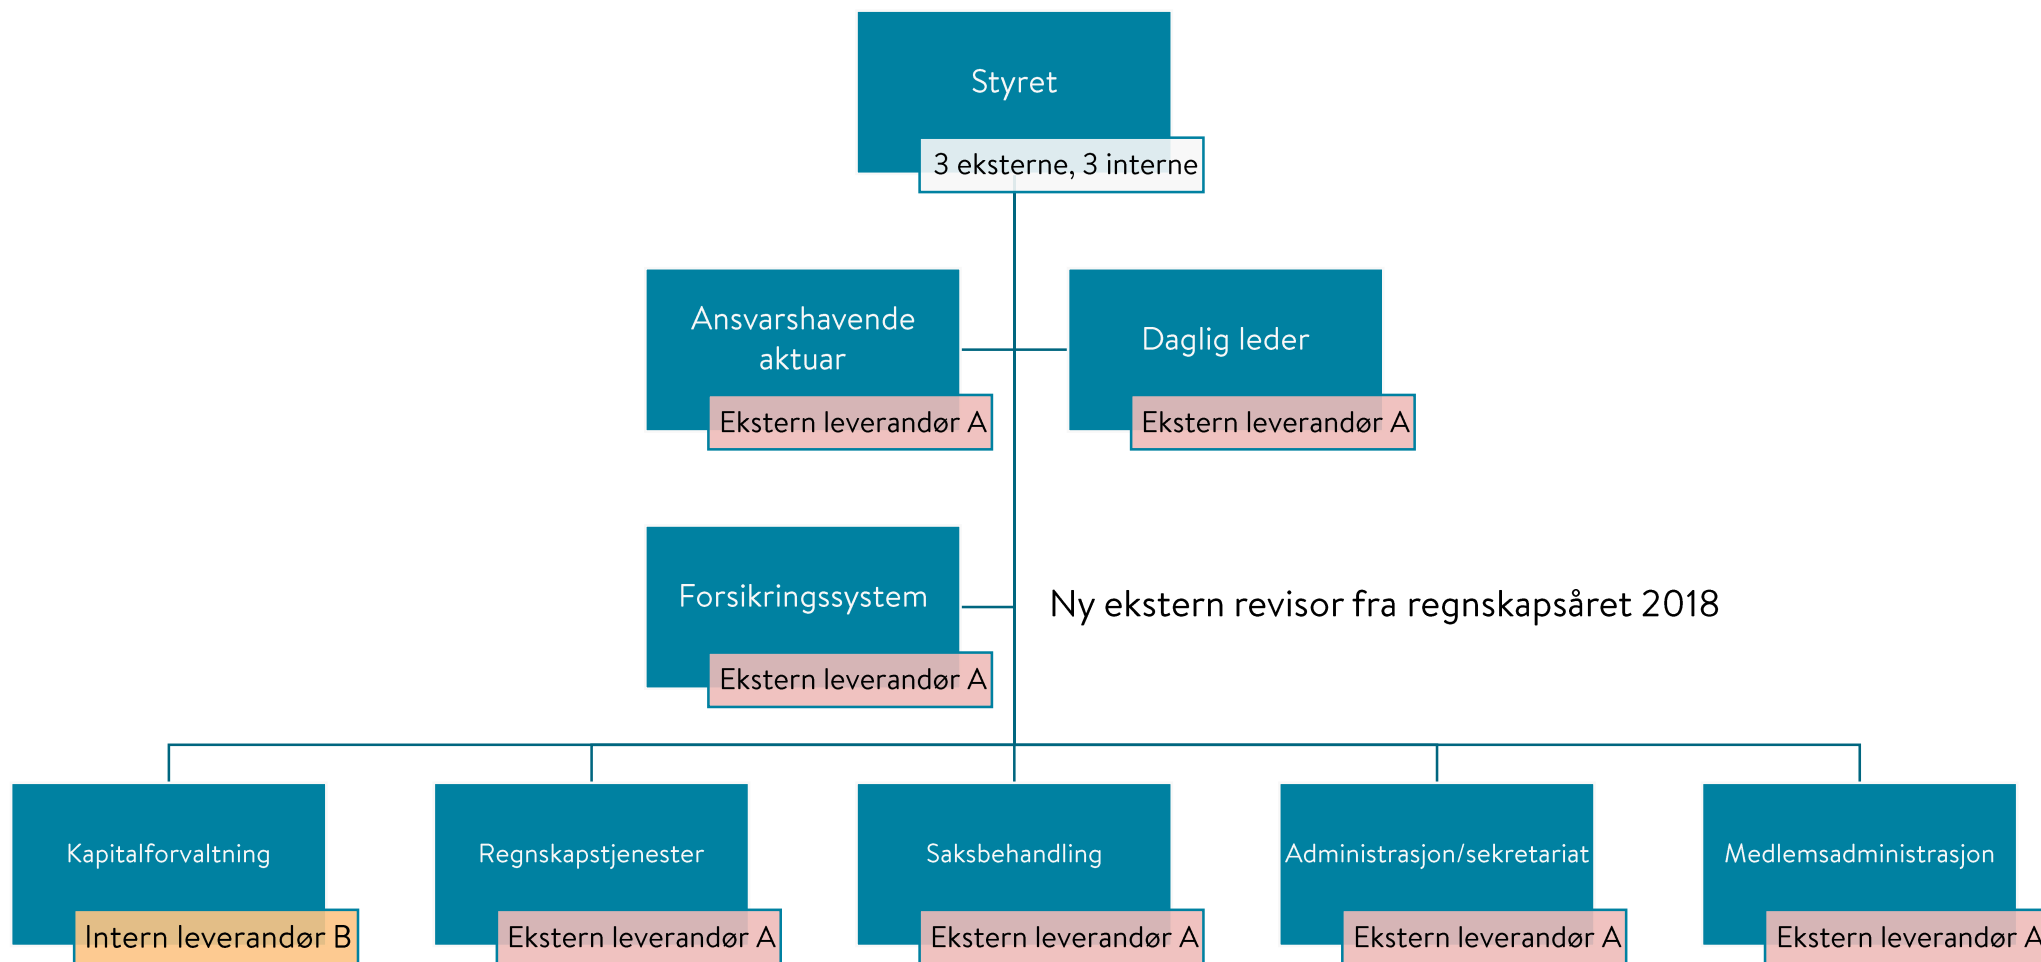 Styret
3 eksterne, 3 interne
Ansvarshavende
aktuar
Ekstern leverandør A
Daglig leder
Ekstern leverandør A
Forsikringssystem
Ekstern leverandør A
Ny ekstern revisor fra regnskapsåret 2018
Kapitalforvaltning
Intern leverandør B
Regnskapstjenester
Ekstern leverandør A
Saksbehandling
Ekstern leverandør A
Administrasjon/sekretariat
Ekstern leverandør A
Medlemsadministrasjon
Ekstern leverandør A